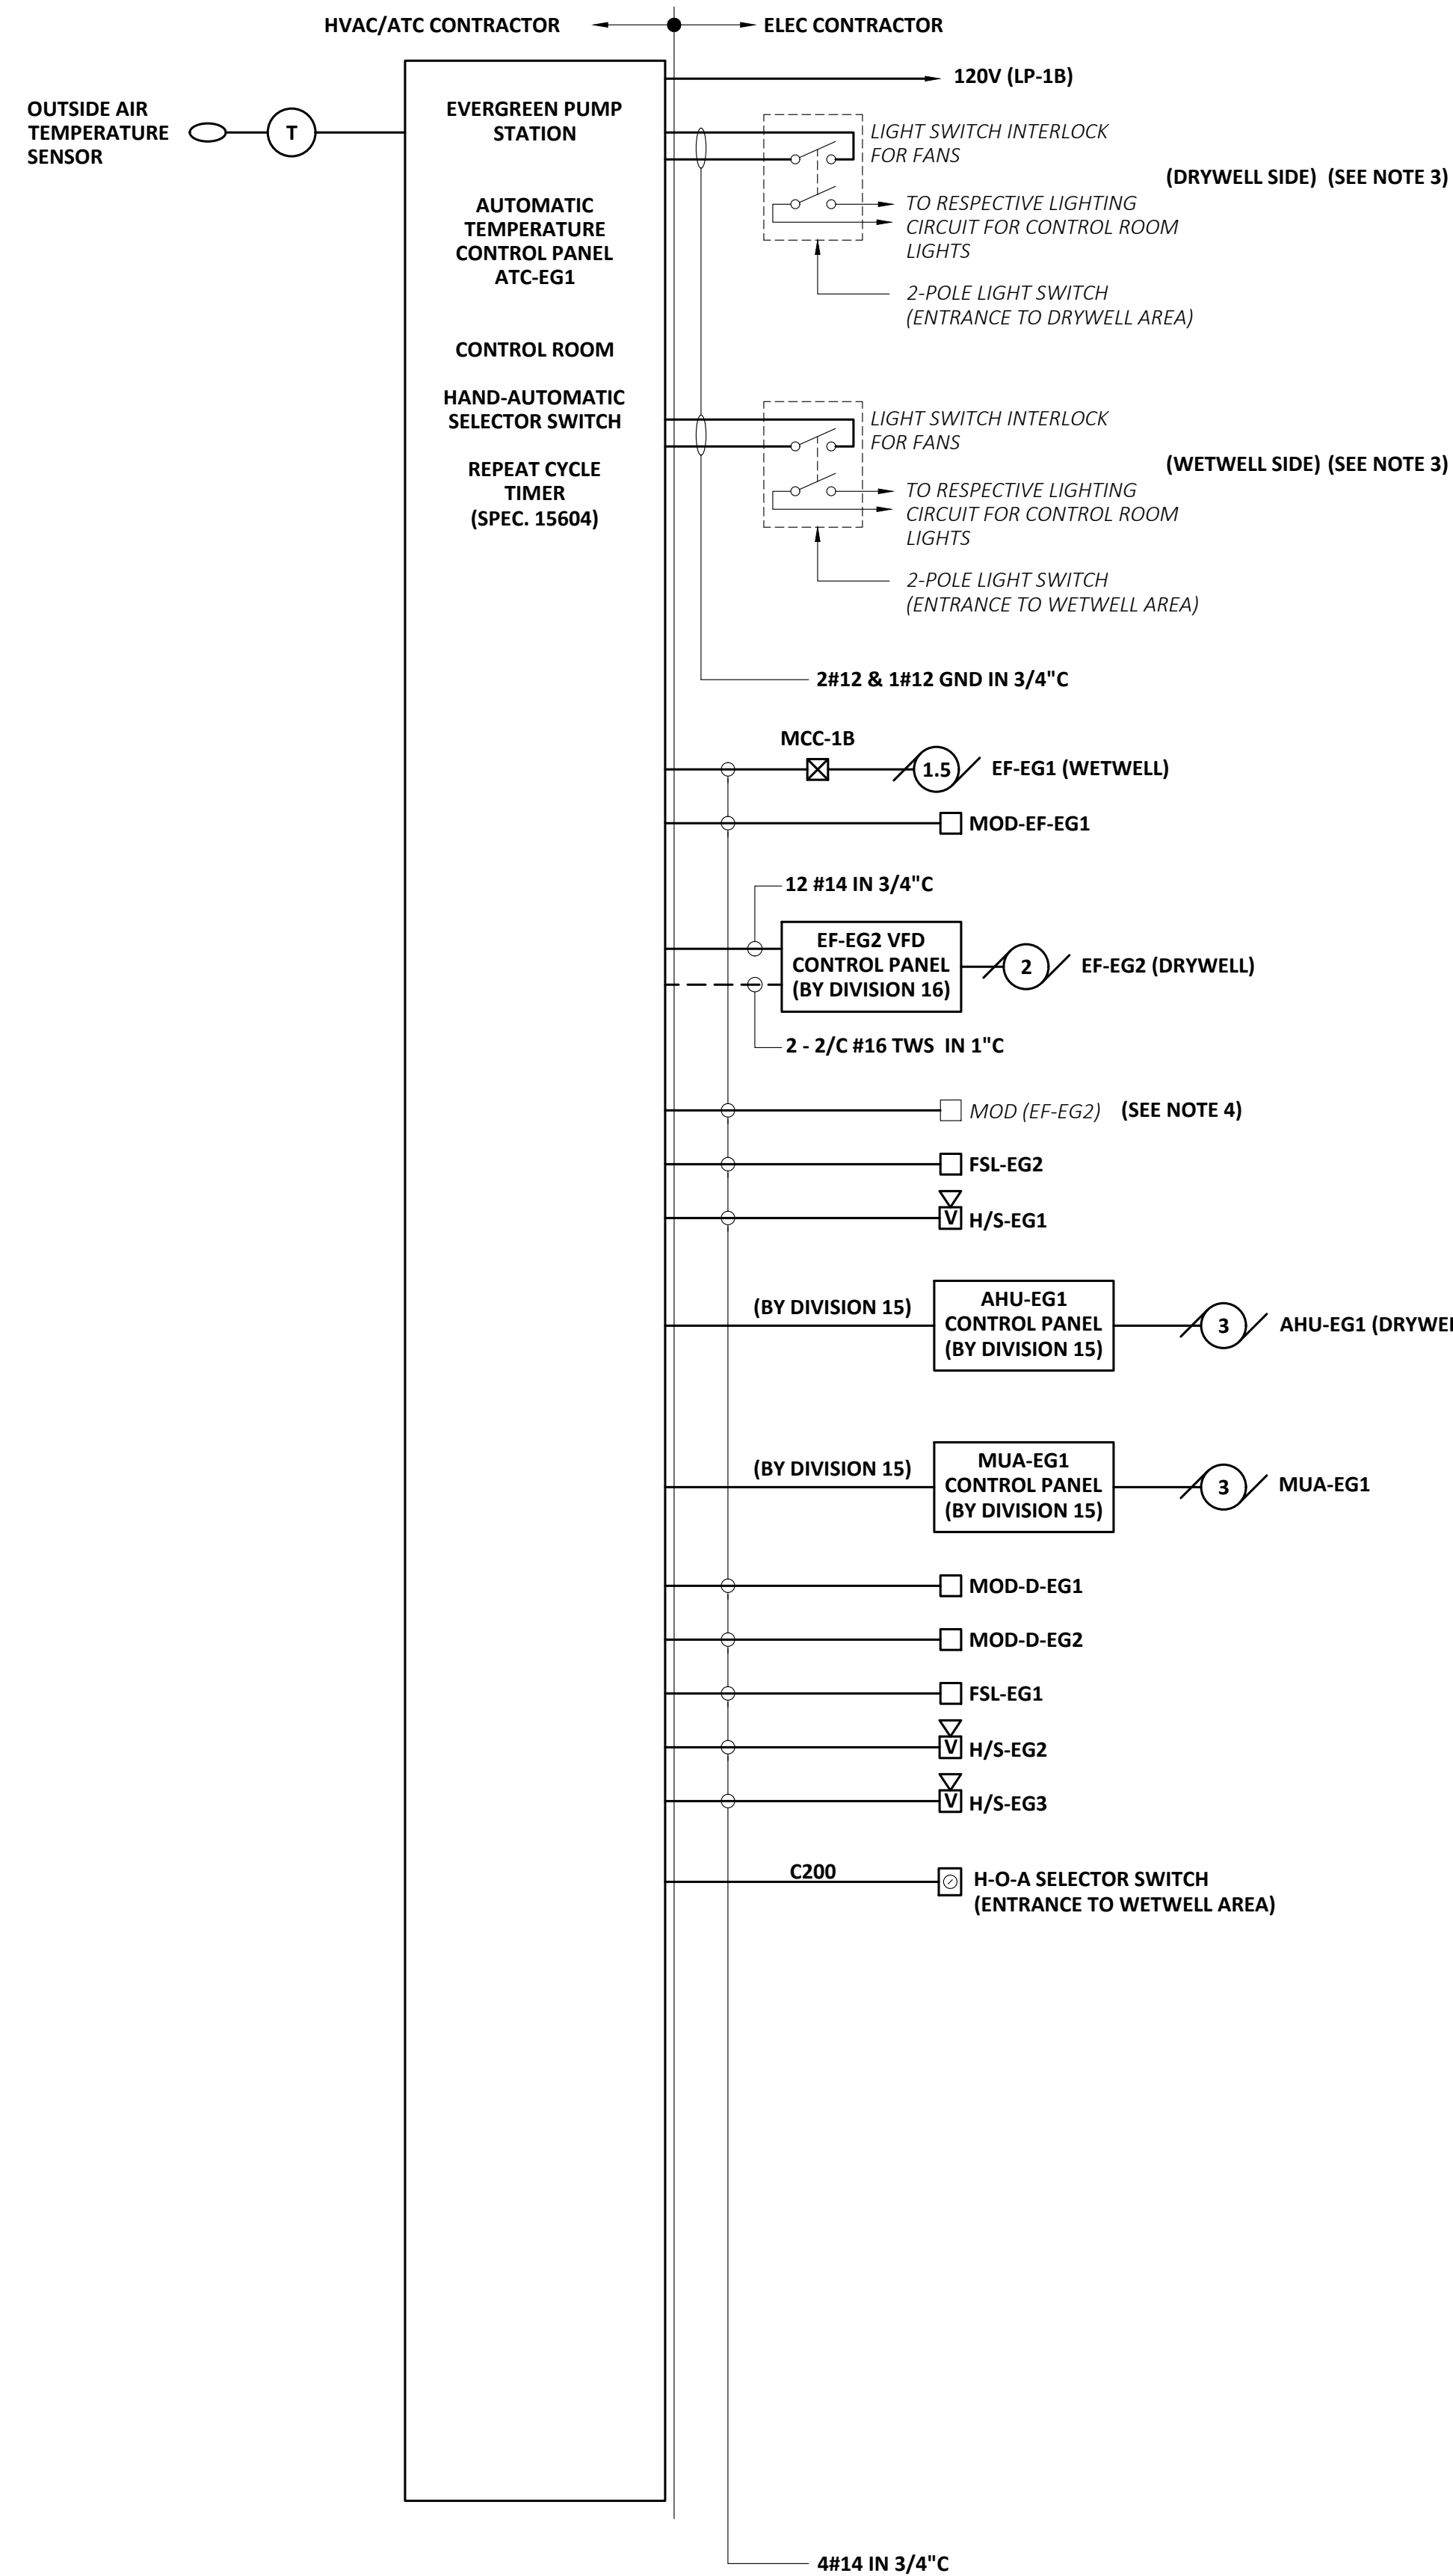 HVAC/ATC CONTRACTOR
ELEC CONTRACTOR
120V (LP-1B)
OUTSIDE AIR
TEMPERATURE
SENSOR
T
EVERGREEN PUMP
STATION
AUTOMATIC
TEMPERATURE
CONTROL PANEL
ATC-EG1
CONTROL ROOM
HAND-AUTOMATIC
SELECTOR SWITCH
REPEAT CYCLE
TIMER
(SPEC. 15604)
LIGHT SWITCH INTERLOCK
FOR FANS
(DRYWELL SIDE) (SEE NOTE 3)
TO RESPECTIVE LIGHTING
CIRCUIT FOR CONTROL ROOM
LIGHTS
2-POLE LIGHT SWITCH
(ENTRANCE TO DRYWELL AREA)
LIGHT SWITCH INTERLOCK
FOR FANS
(WETWELL SIDE) (SEE NOTE 3)
TO RESPECTIVE LIGHTING
CIRCUIT FOR CONTROL ROOM
LIGHTS
2-POLE LIGHT SWITCH
(ENTRANCE TO WETWELL AREA)
2#12 & 1#12 GND IN 3/4"C
MCC-1B
1.5
EF-EG1 (WETWELL)
MOD-EF-EG1
12 #14 IN 3/4"C
EF-EG2 VFD
CONTROL PANEL
(BY DIVISION 16)
2
EF-EG2 (DRYWELL)
2 - 2/C #16 TWS IN 1"C
MOD (EF-EG2) (SEE NOTE 4)
FSL-EG2
V H/S-EG1
(BY DIVISION 15)
AHU-EG1
CONTROL PANEL
(BY DIVISION 15)
3
AHU-EG1 (DRYWEL
(BY DIVISION 15)
MUA-EG1
CONTROL PANEL
(BY DIVISION 15)
3
MUA-EG1
MOD-D-EG1
MOD-D-EG2
FSL-EG1
V H/S-EG2
V H/S-EG3
C200
H-O-A SELECTOR SWITCH
(ENTRANCE TO WETWELL AREA)
4#14 IN 3/4"C